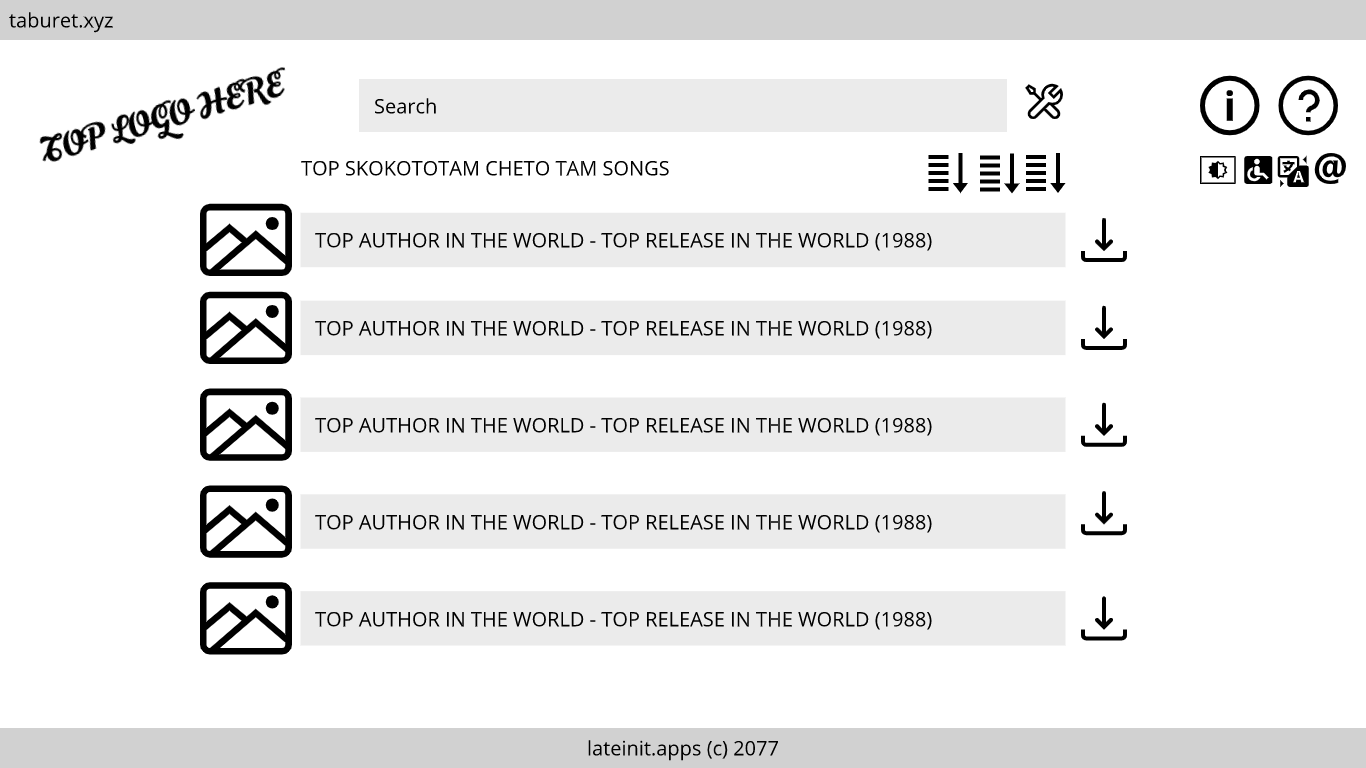 taburet.xyz
TOP LOGO HERE
Search
TOP SKOKOTOTAM CHETO TAM SONGS
TOP AUTHOR IN THE WORLD - TOP RELEASE IN THE WORLD (1988)
TOP AUTHOR IN THE WORLD - TOP RELEASE IN THE WORLD (1988)
TOP AUTHOR IN THE WORLD - TOP RELEASE IN THE WORLD (1988)
TOP AUTHOR IN THE WORLD - TOP RELEASE IN THE WORLD (1988)
TOP AUTHOR IN THE WORLD - TOP RELEASE IN THE WORLD (1988)
lateinit.apps (c) 2077